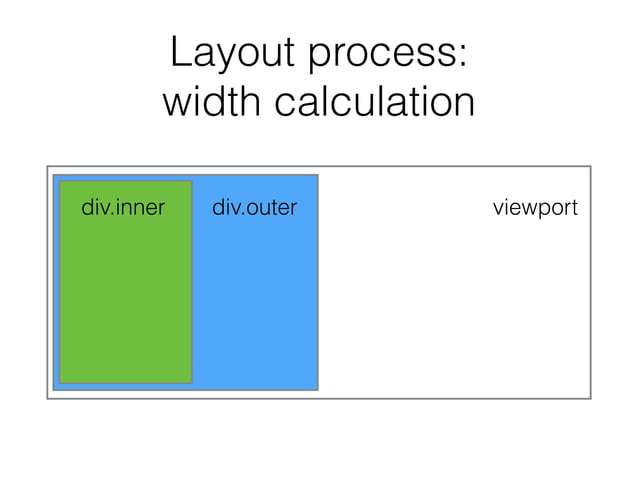 Layout process:
width calculation
div.inner div.outer viewport